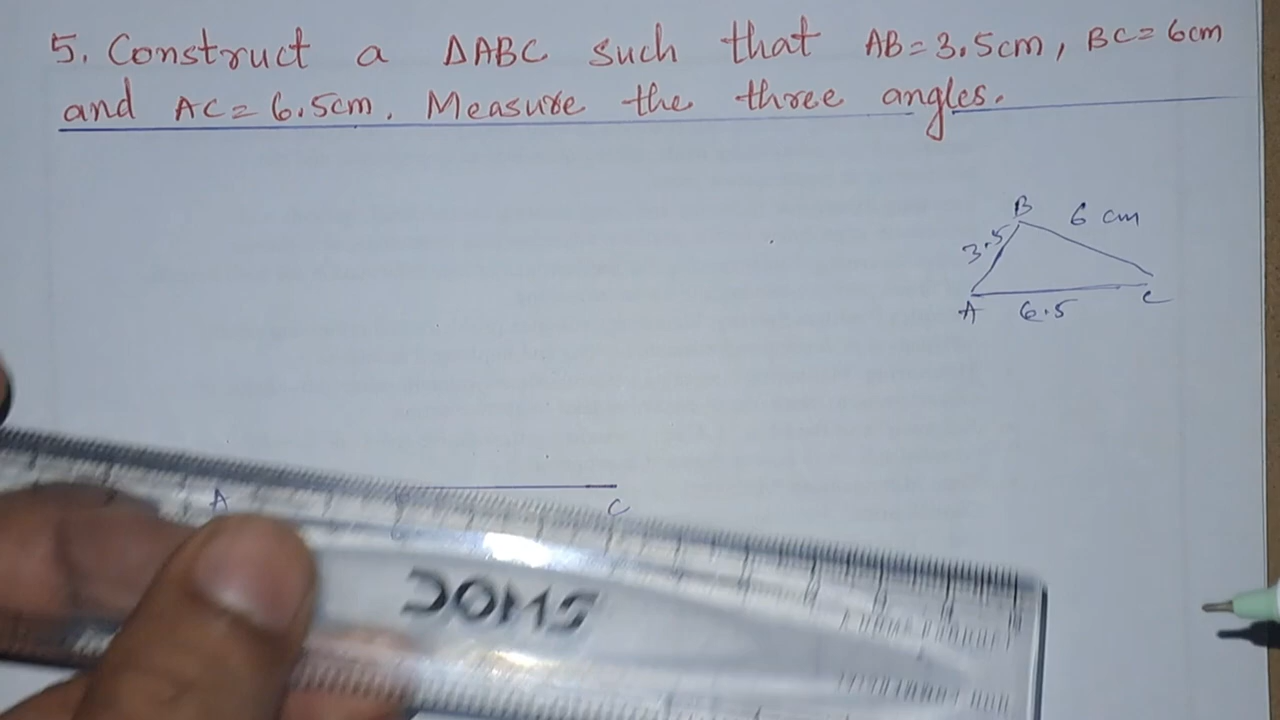 5. Construct a ΔABC such that AB = 3.5cm, BC = 6cm
and AC = 6.5cm. Measure the three angles.
B 6 cm
3.5
A 6.5 C
A C
DOMS